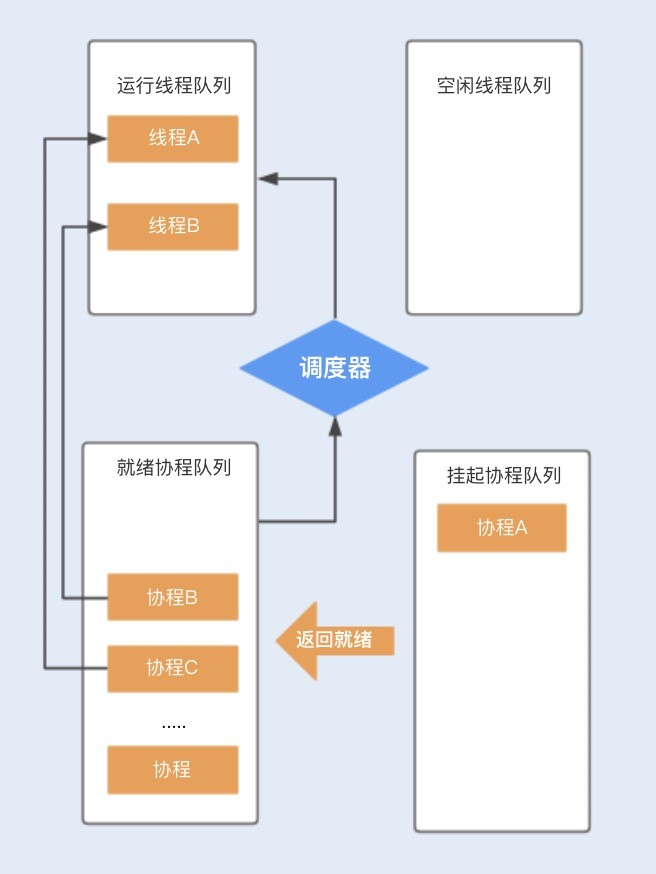 运行线程队列
线程A
线程B
空闲线程队列
调度器
就绪协程队列
协程B
协程C
.....
协程
返回就绪
挂起协程队列
协程A